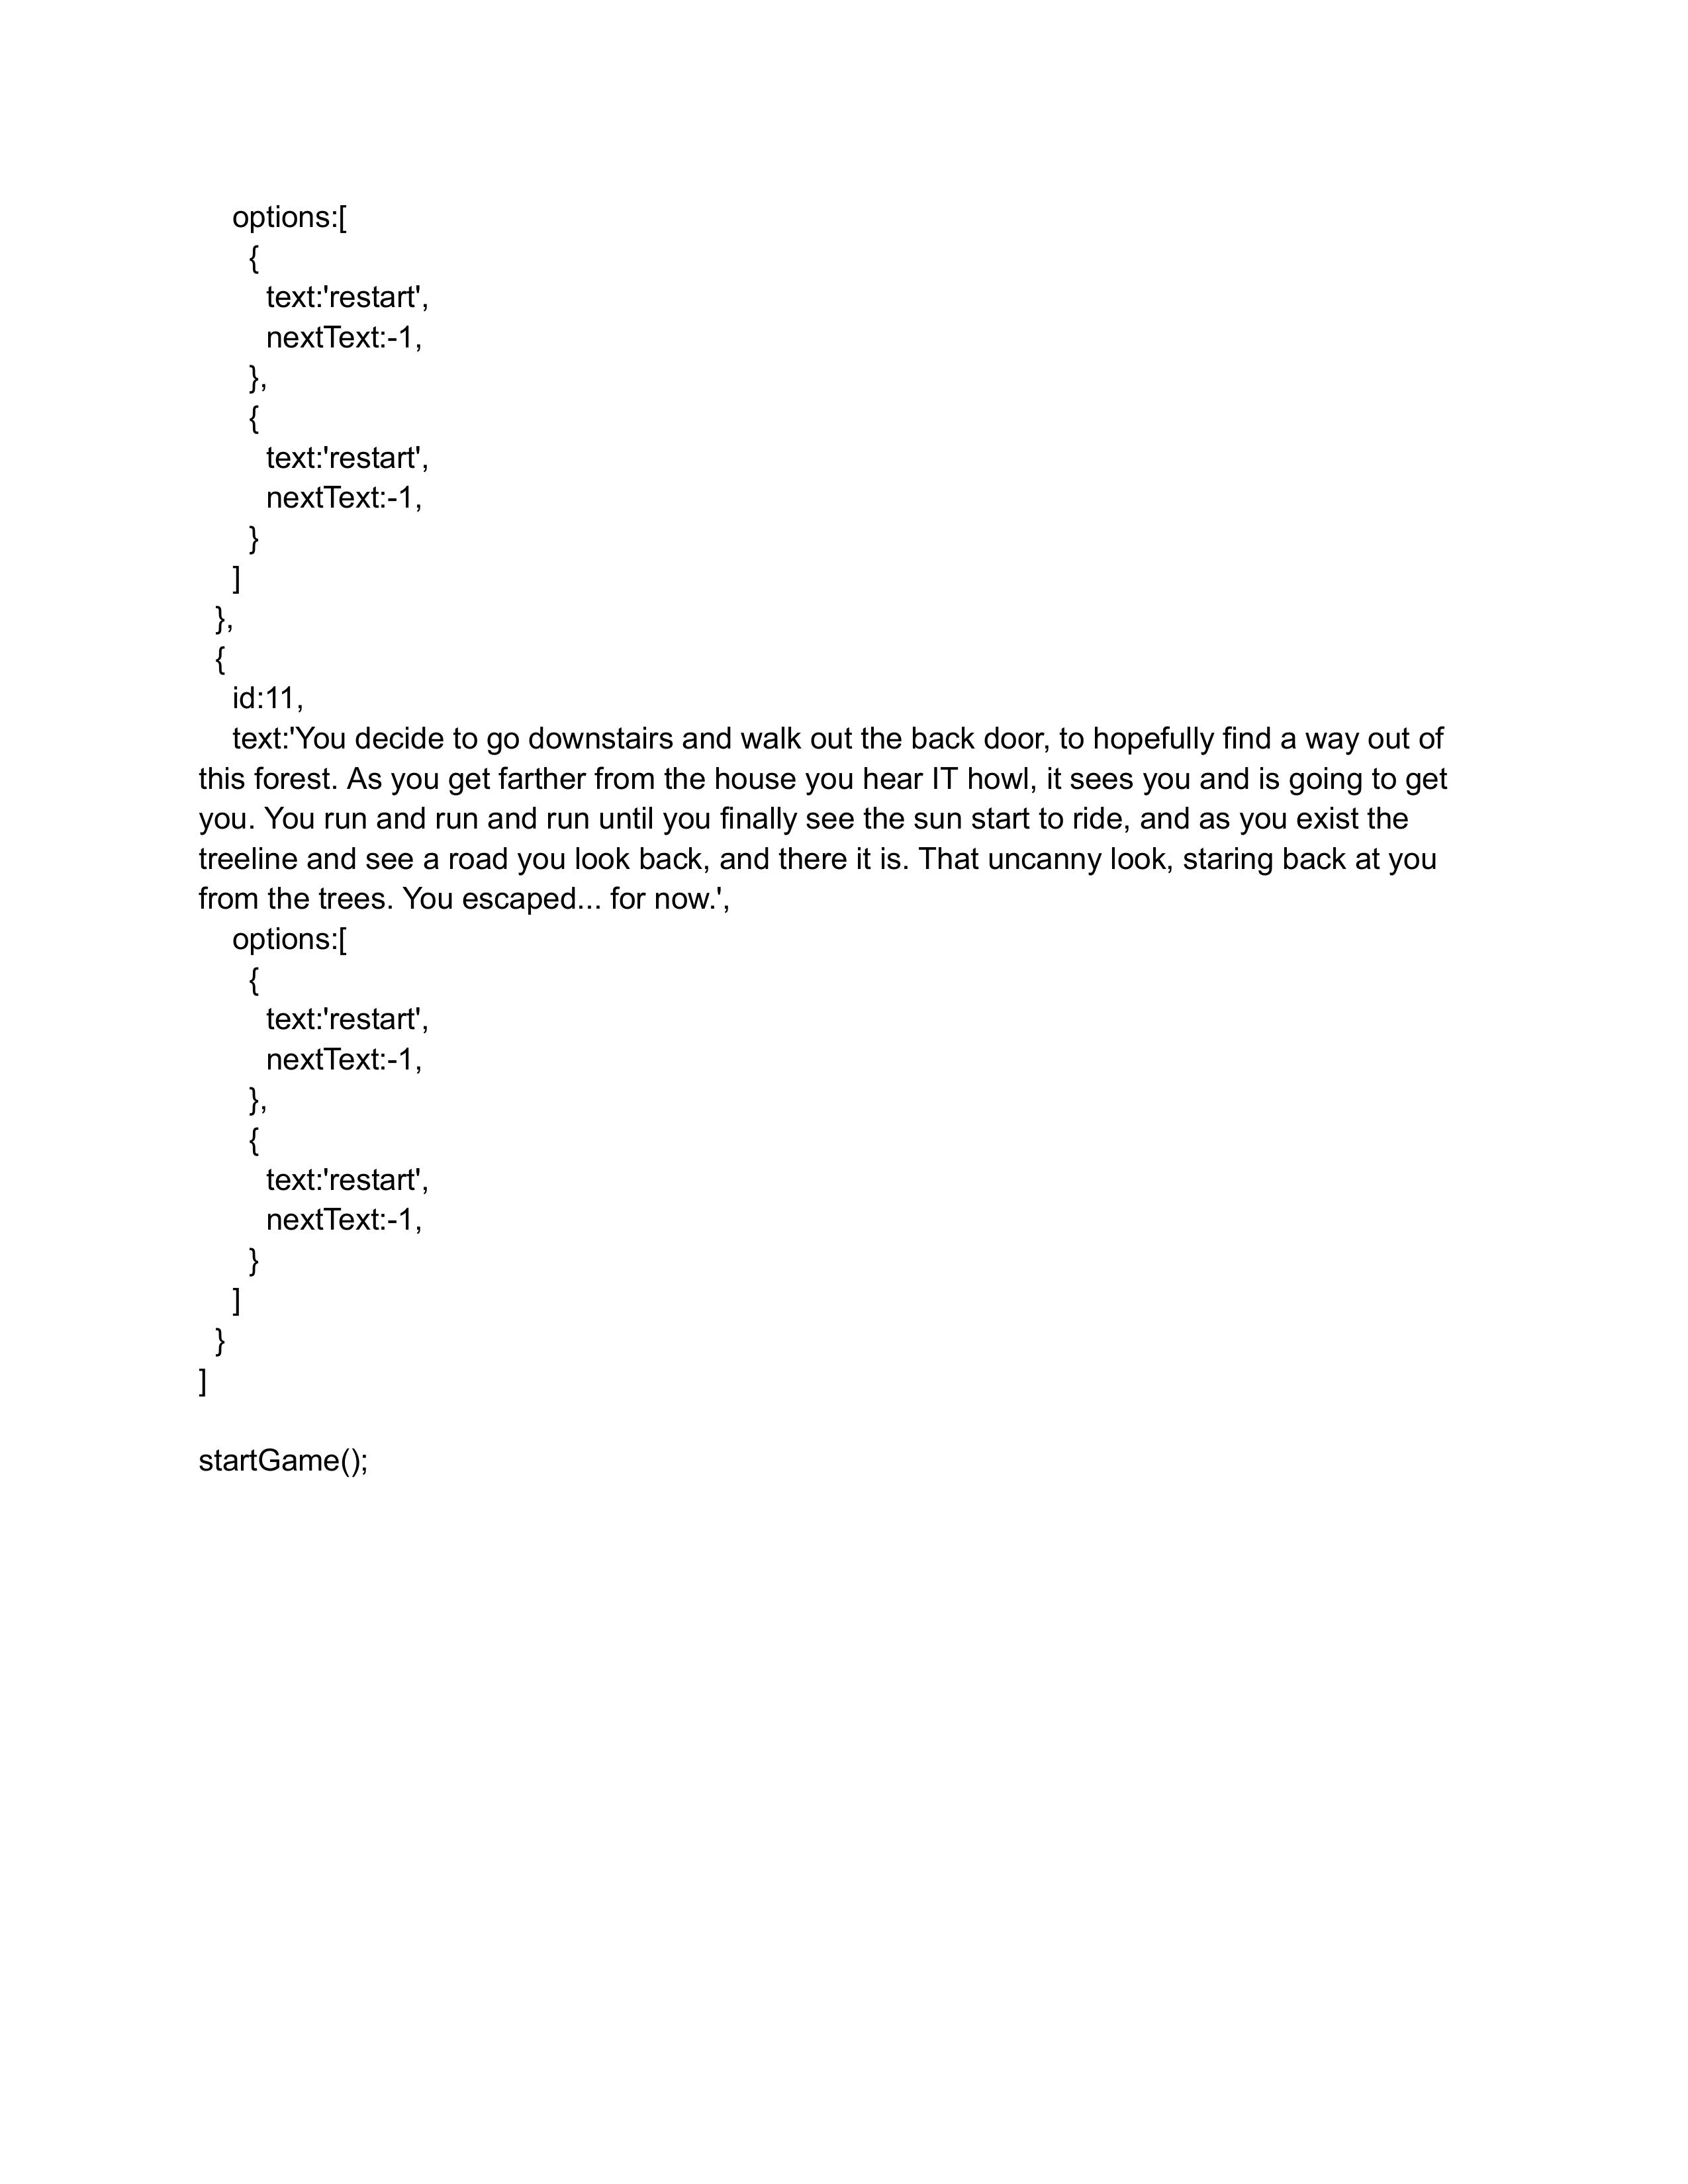 options:[
{
text:'restart',
nextText:-1,
},
{
text:'restart',
nextText:-1,
}
]
},
{
id:11,
text:'You decide to go downstairs and walk out the back door, to hopefully find a way out of
this forest. As you get farther from the house you hear IT howl, it sees you and is going to get
you. You run and run and run until you finally see the sun start to ride, and as you exist the
treeline and see a road you look back, and there it is. That uncanny look, staring back at you
from the trees. You escaped... for now.',
options:[
{
text:'restart',
nextText:-1,
},
{
text:'restart',
nextText:-1,
}
]
}
]
startGame();